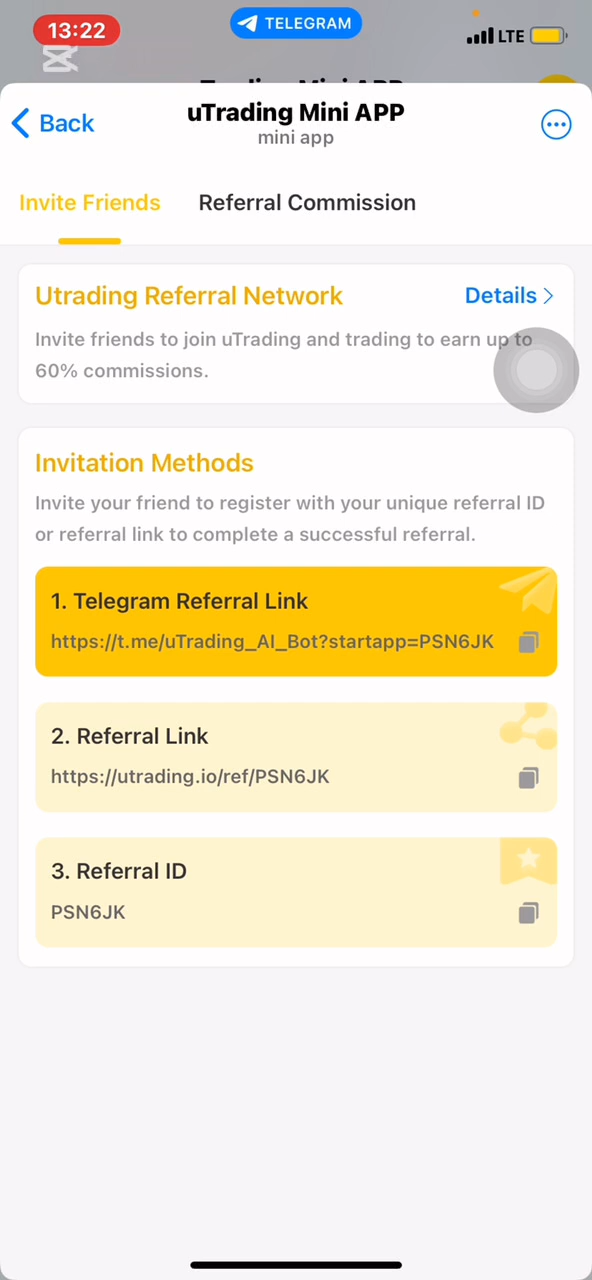 13:22
TELEGRAM
LTE
Back
uTrading Mini APP
mini app
Invite Friends
Referral Commission
Utrading Referral Network
Details
Invite friends to join uTrading and trading to earn up to
60% commissions.
Invitation Methods
Invite your friend to register with your unique referral ID
or referral link to complete a successful referral.
1. Telegram Referral Link
https://t.me/uTrading_AI_Bot?startapp=PSN6JK
2. Referral Link
https://utrading.io/ref/PSN6JK
3. Referral ID
PSN6JK